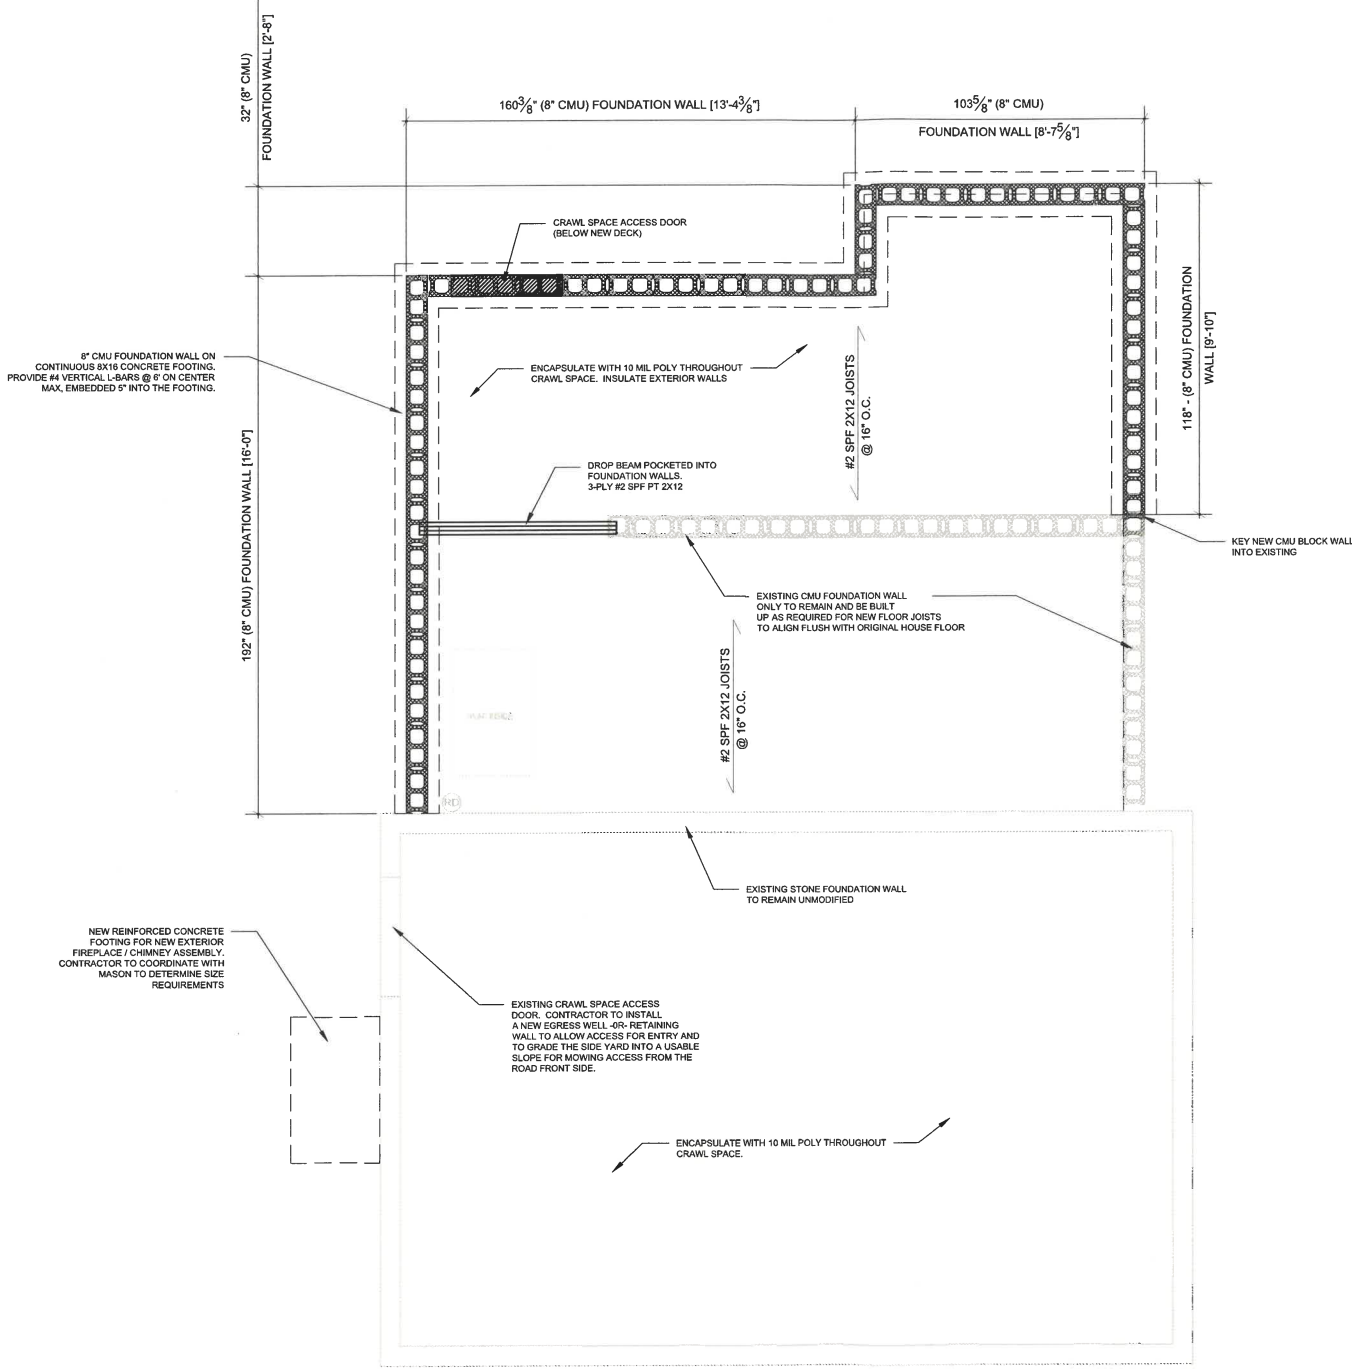 32" (8" CMU)
FOUNDATION WALL [2'-8"]
160 3/8" (8" CMU) FOUNDATION WALL [13'-4 3/8"]
103 5/8" (8" CMU)
FOUNDATION WALL [8'-7 5/8"]
CRAWL SPACE ACCESS DOOR
(BELOW NEW DECK)
8" CMU FOUNDATION WALL ON
CONTINUOUS 8X16 CONCRETE FOOTING.
PROVIDE #4 VERTICAL L-BARS @ 6' ON CENTER
MAX, EMBEDDED 5" INTO THE FOOTING.
ENCAPSULATE WITH 10 MIL POLY THROUGHOUT
CRAWL SPACE. INSULATE EXTERIOR WALLS
#2 SPF 2X12 JOISTS
@ 16" O.C.
118" - (8" CMU) FOUNDATION
WALL [9'-10"]
192" (8" CMU) FOUNDATION WALL [16'-0"]
DROP BEAM POCKETED INTO
FOUNDATION WALLS.
3-PLY #2 SPF PT 2X12
KEY NEW CMU BLOCK WALL
INTO EXISTING
EXISTING CMU FOUNDATION WALL
ONLY TO REMAIN AND BE BUILT
UP AS REQUIRED FOR NEW FLOOR JOISTS
TO ALIGN FLUSH WITH ORIGINAL HOUSE FLOOR
#2 SPF 2X12 JOISTS
@ 16" O.C.
RD
EXISTING STONE FOUNDATION WALL
TO REMAIN UNMODIFIED
NEW REINFORCED CONCRETE
FOOTING FOR NEW EXTERIOR
FIREPLACE / CHIMNEY ASSEMBLY.
CONTRACTOR TO COORDINATE WITH
MASON TO DETERMINE SIZE
REQUIREMENTS
EXISTING CRAWL SPACE ACCESS
DOOR. CONTRACTOR TO INSTALL
A NEW EGRESS WELL -OR- RETAINING
WALL TO ALLOW ACCESS FOR ENTRY AND
TO GRADE THE SIDE YARD INTO A USABLE
SLOPE FOR MOWING ACCESS FROM THE
ROAD FRONT SIDE.
ENCAPSULATE WITH 10 MIL POLY THROUGHOUT
CRAWL SPACE.